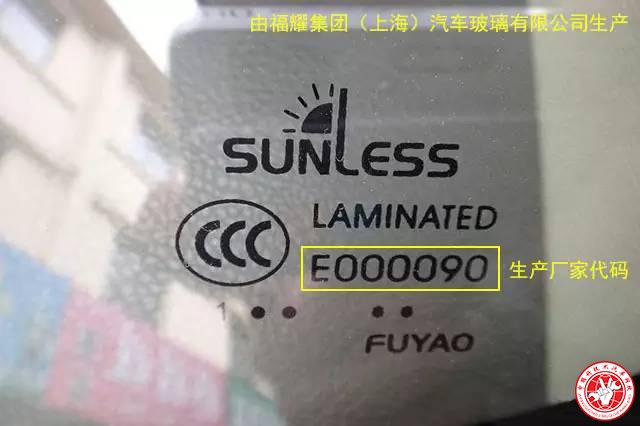 由福耀集团（上海）汽车玻璃有限公司生产
SUNLESS
CCC
LAMINATED
E000090 生产厂家代码
1 •• ••
FUYAO